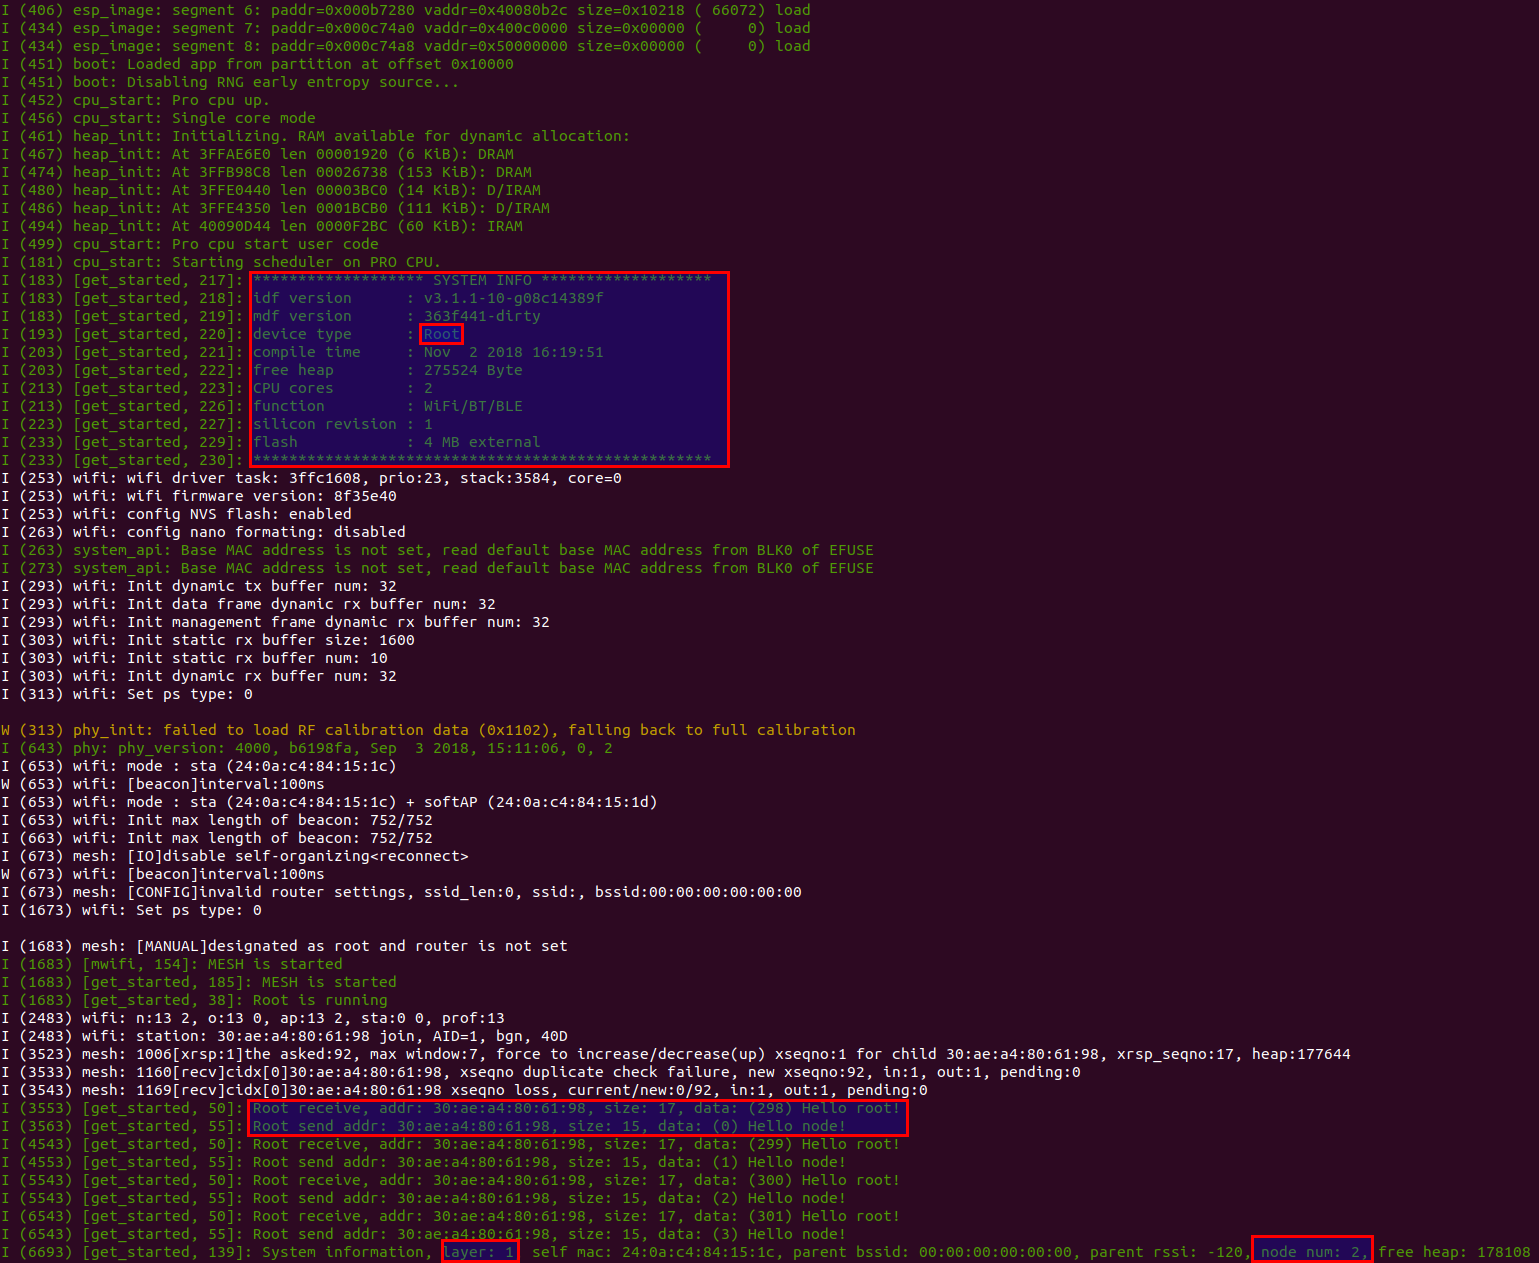 I (406) esp_image: segment 6: paddr=0x000b7280 vaddr=0x40080b2c size=0x10218 ( 66072) load
I (434) esp_image: segment 7: paddr=0x000c74a0 vaddr=0x400c0000 size=0x00000 (     0) load
I (434) esp_image: segment 8: paddr=0x000c74a8 vaddr=0x50000000 size=0x00000 (     0) load
I (451) boot: Loaded app from partition at offset 0x10000
I (451) boot: Disabling RNG early entropy source...
I (452) cpu_start: Pro cpu up.
I (456) cpu_start: Single core mode
I (461) heap_init: Initializing. RAM available for dynamic allocation:
I (467) heap_init: At 3FFAE6E0 len 00001920 (6 KiB): DRAM
I (474) heap_init: At 3FFB98C8 len 00026738 (153 KiB): DRAM
I (480) heap_init: At 3FFE0440 len 00003BC0 (14 KiB): D/IRAM
I (486) heap_init: At 3FFE4350 len 0001BCB0 (111 KiB): D/IRAM
I (494) heap_init: At 40090D44 len 0000F2BC (60 KiB): IRAM
I (499) cpu_start: Pro cpu start user code
I (181) cpu_start: Starting scheduler on PRO CPU.
I (183) [get_started, 217]: ******************* SYSTEM INFO *******************
I (183) [get_started, 218]: idf version      : v3.1.1-10-g08c14389f
I (183) [get_started, 219]: mdf version      : 363f441-dirty
I (193) [get_started, 220]: device type      : Root
I (203) [get_started, 221]: compile time     : Nov  2 2018 16:19:51
I (203) [get_started, 222]: free heap        : 275524 Byte
I (213) [get_started, 223]: CPU cores        : 2
I (213) [get_started, 226]: function         : WiFi/BT/BLE
I (223) [get_started, 227]: silicon revision : 1
I (233) [get_started, 229]: flash            : 4 MB external
I (233) [get_started, 230]: ***************************************************
I (253) wifi: wifi driver task: 3ffc1608, prio:23, stack:3584, core=0
I (253) wifi: wifi firmware version: 8f35e40
I (253) wifi: config NVS flash: enabled
I (263) wifi: config nano formating: disabled
I (263) system_api: Base MAC address is not set, read default base MAC address from BLK0 of EFUSE
I (273) system_api: Base MAC address is not set, read default base MAC address from BLK0 of EFUSE
I (293) wifi: Init dynamic tx buffer num: 32
I (293) wifi: Init data frame dynamic rx buffer num: 32
I (293) wifi: Init management frame dynamic rx buffer num: 32
I (303) wifi: Init static rx buffer size: 1600
I (303) wifi: Init static rx buffer num: 10
I (303) wifi: Init dynamic rx buffer num: 32
I (313) wifi: Set ps type: 0
W (313) phy_init: failed to load RF calibration data (0x1102), falling back to full calibration
I (643) phy: phy_version: 4000, b6198fa, Sep  3 2018, 15:11:06, 0, 2
I (653) wifi: mode : sta (24:0a:c4:84:15:1c)
W (653) wifi: [beacon]interval:100ms
I (653) wifi: mode : sta (24:0a:c4:84:15:1c) + softAP (24:0a:c4:84:15:1d)
I (653) wifi: Init max length of beacon: 752/752
I (663) wifi: Init max length of beacon: 752/752
I (673) mesh: [IO]disable self-organizing<reconnect>
W (673) wifi: [beacon]interval:100ms
I (673) mesh: [CONFIG]invalid router settings, ssid_len:0, ssid:, bssid:00:00:00:00:00:00
I (1673) wifi: Set ps type: 0
I (1683) mesh: [MANUAL]designated as root and router is not set
I (1683) [mwifi, 154]: MESH is started
I (1683) [get_started, 185]: MESH is started
I (1683) [get_started, 38]: Root is running
I (2483) wifi: n:13 2, o:13 0, ap:13 2, sta:0 0, prof:13
I (2483) wifi: station: 30:ae:a4:80:61:98 join, AID=1, bgn, 40D
I (3523) mesh: 1006[xrsp:1]the asked:92, max window:7, force to increase/decrease(up) xseqno:1 for child 30:ae:a4:80:61:98, xrsp_seqno:17, heap:177644
I (3533) mesh: 1160[recv]cidx[0]30:ae:a4:80:61:98, xseqno duplicate check failure, new xseqno:92, in:1, out:1, pending:0
I (3543) mesh: 1169[recv]cidx[0]30:ae:a4:80:61:98 xseqno loss, current/new:0/92, in:1, out:1, pending:0
I (3553) [get_started, 50]: Root receive, addr: 30:ae:a4:80:61:98, size: 17, data: (298) Hello root!
I (3563) [get_started, 55]: Root send addr: 30:ae:a4:80:61:98, size: 15, data: (0) Hello node!
I (4543) [get_started, 50]: Root receive, addr: 30:ae:a4:80:61:98, size: 17, data: (299) Hello root!
I (4553) [get_started, 55]: Root send addr: 30:ae:a4:80:61:98, size: 15, data: (1) Hello node!
I (5543) [get_started, 50]: Root receive, addr: 30:ae:a4:80:61:98, size: 17, data: (300) Hello root!
I (5543) [get_started, 55]: Root send addr: 30:ae:a4:80:61:98, size: 15, data: (2) Hello node!
I (6543) [get_started, 50]: Root receive, addr: 30:ae:a4:80:61:98, size: 17, data: (301) Hello root!
I (6543) [get_started, 55]: Root send addr: 30:ae:a4:80:61:98, size: 15, data: (3) Hello node!
I (6693) [get_started, 139]: System information, layer: 1, self mac: 24:0a:c4:84:15:1c, parent bssid: 00:00:00:00:00:00, parent rssi: -120, node num: 2, free heap: 178108